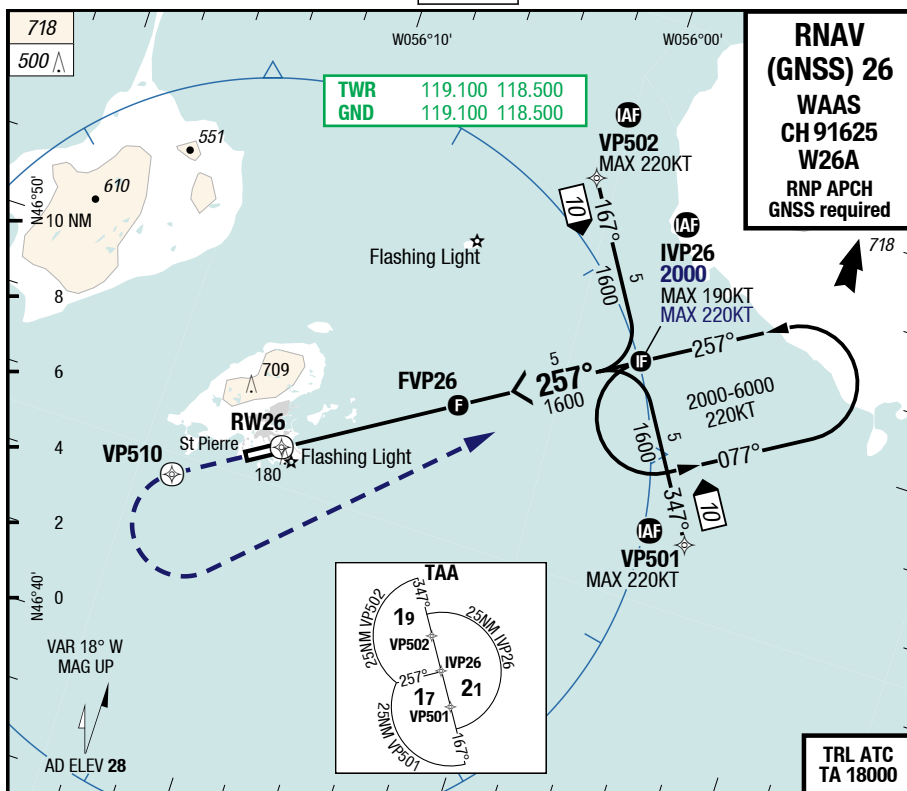 718
500
W056°10'
W056°00'
RNAV
(GNSS) 26
WAAS
CH 91625
W26A
RNP APCH
GNSS required
TWR 119.100 118.500
GND 119.100 118.500
IAF
VP502
MAX 220KT
551
610
N46°50'
10 NM
10
167°
1600
5
IAF
IVP26
2000
MAX 190KT
MAX 220KT
718
Flashing Light
8
6
IF
257°
5
257°
1600
2000-6000
220KT
709
FVP26
F
RW26
St Pierre
VP510
Flashing Light
180
4
1600
5
077°
347°
10
2
IAF
VP501
MAX 220KT
N46°40'
0
VAR 18° W
MAG UP
AD ELEV 28
TAA
347°
25NM VP502
19
VP502
25NM IVP26
IVP26
257°
17
21
VP501
25NM VP501
167°
TRL ATC
TA 18000